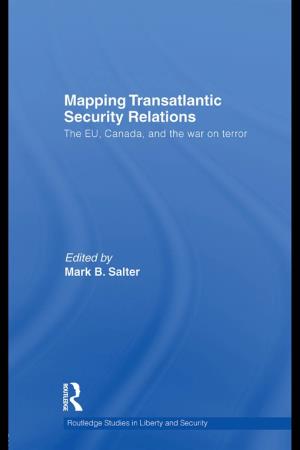 Mapping Transatlantic
Security Relations
The EU, Canada, and the war on terror
Edited by
Mark B. Salter
ROUTLEDGE
Routledge Studies in Liberty and Security